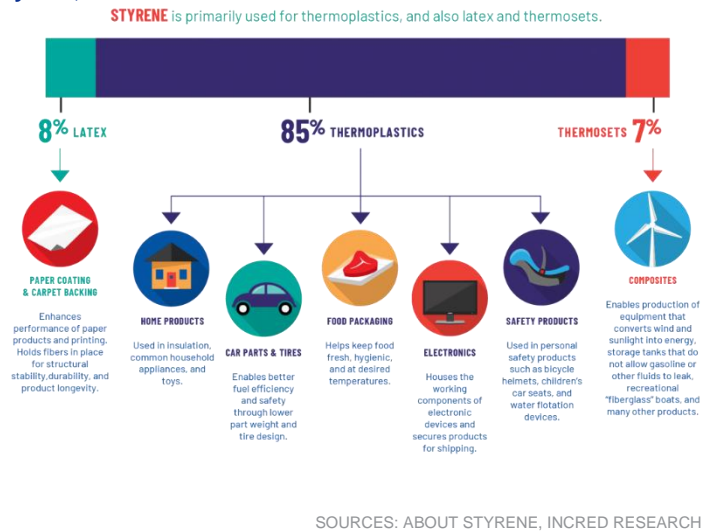 STYRENE is primarily used for thermoplastics, and also latex and thermosets.
8% LATEX
85% THERMOPLASTICS
THERMOSETS 7%
PAPER COATING
& CARPET BACKING
Enhances
performance of paper
products and printing.
Holds fibers in place
for structural
stability,durability, and
product longevity.
HOME PRODUCTS
Used in insulation,
common household
appliances, and
toys.
CAR PARTS & TIRES
Enables better
fuel efficiency
and safety
through lower
part weight and
tire design.
FOOD PACKAGING
Helps keep food
fresh, hygienic,
and at desired
temperatures.
ELECTRONICS
Houses the
working
components of
electronic
devices and
secures products
for shipping.
SAFETY PRODUCTS
Used in personal
safety products
such as bicycle
helmets, children's
car seats, and
water flotation
devices.
COMPOSITES
Enables production of
equipment that
converts wind and
sunlight into energy,
storage tanks that do
not allow gasoline or
other fluids to leak,
recreational
"fiberglass" boats, and
many other products.
SOURCES: ABOUT STYRENE, INCRED RESEARCH